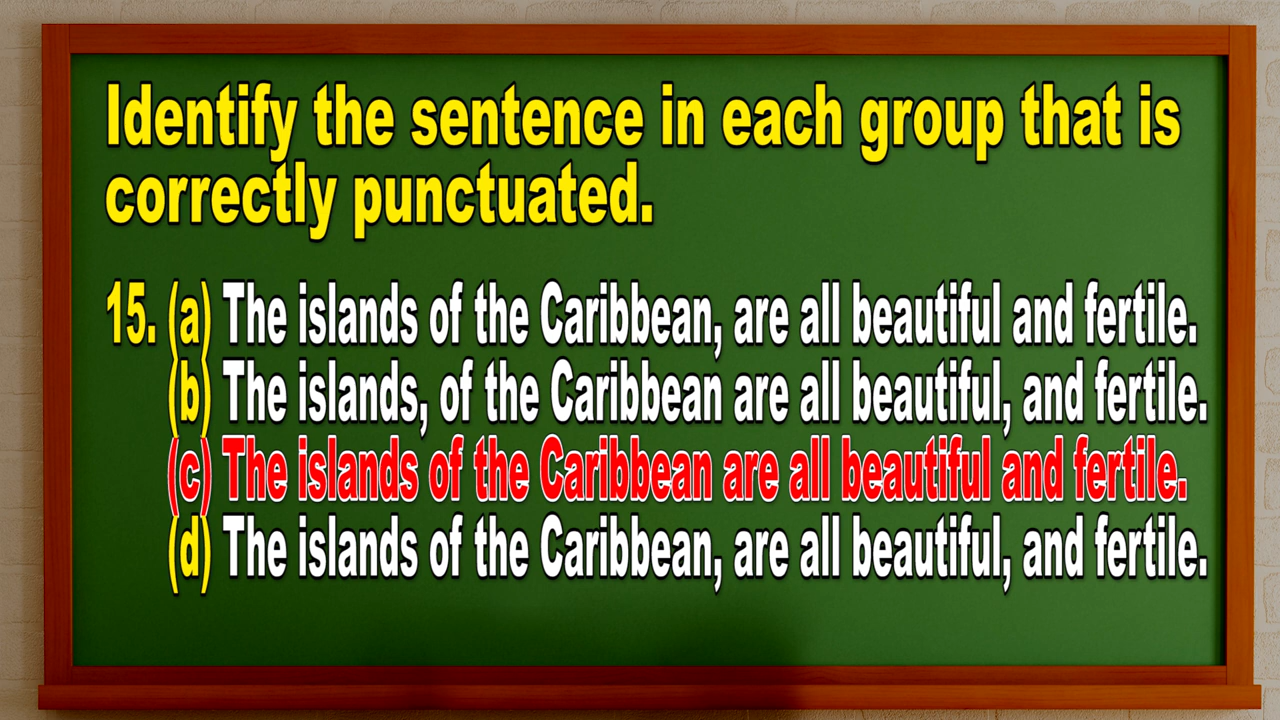 Identify the sentence in each group that is
correctly punctuated.
15. (a) The islands of the Caribbean, are all beautiful and fertile.
(b) The islands, of the Caribbean are all beautiful, and fertile.
(c) The islands of the Caribbean are all beautiful and fertile.
(d) The islands of the Caribbean, are all beautiful, and fertile.